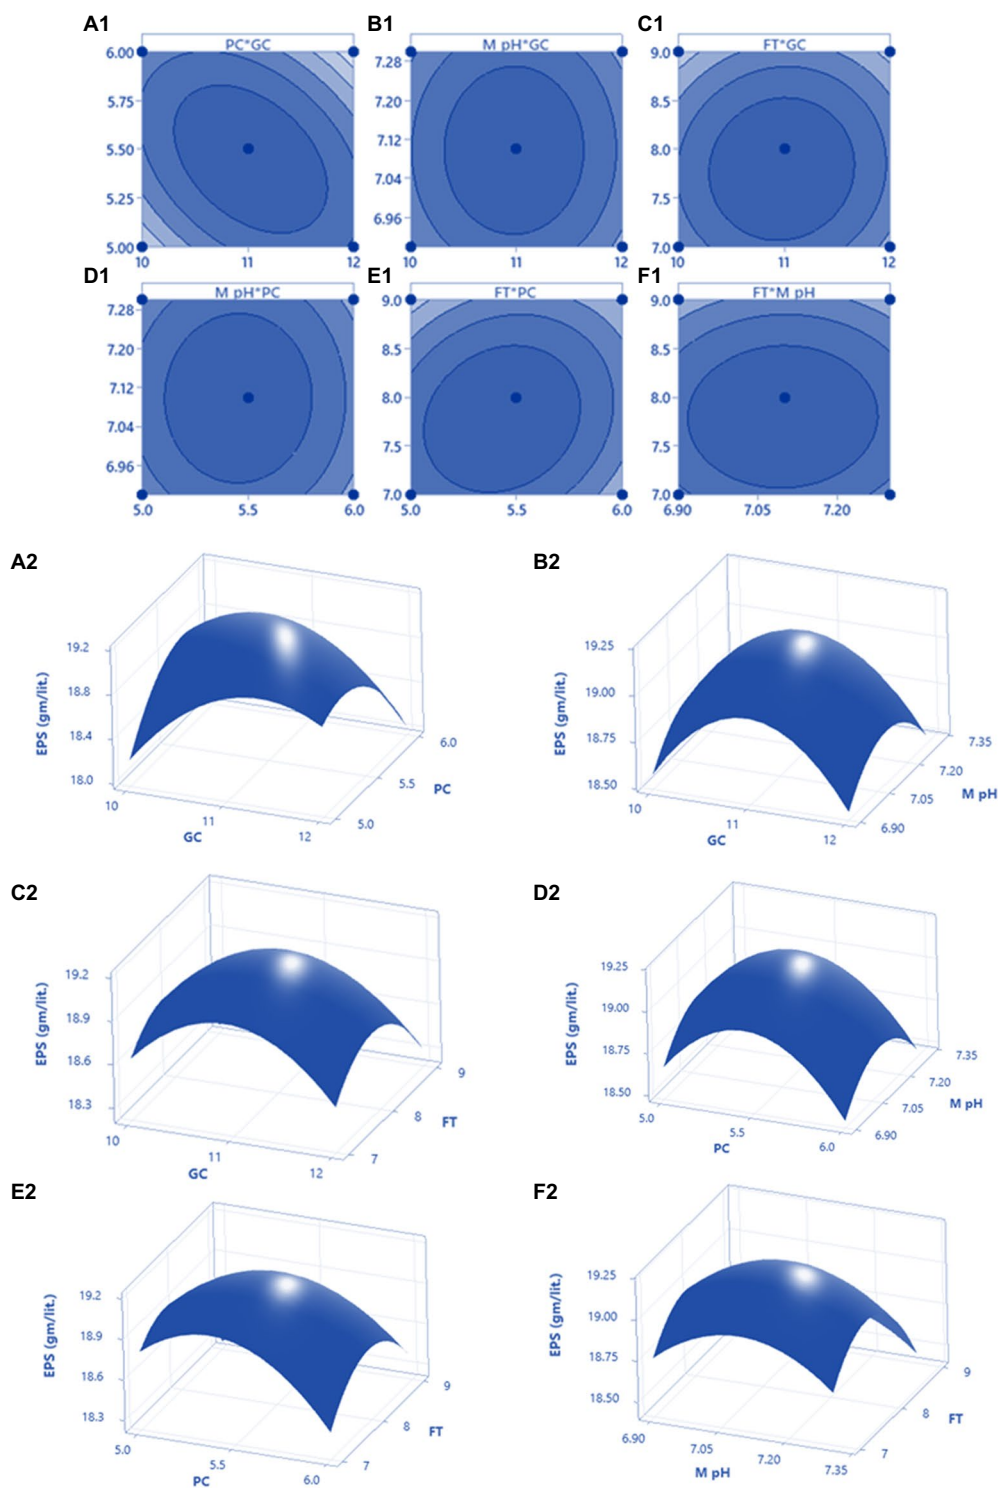 A1 B1 C1
PC*GC M pH*GC FT*GC
6.00 7.28 9.0
5.75 7.20 8.5
5.50 7.12 8.0
5.25 7.04 7.5
5.00 6.96 7.0
10 11 12 10 11 12 10 11 12
D1 E1 F1
M pH*PC FT*PC FT*M pH
7.28 9.0 9.0
7.20 8.5 8.5
7.12 8.0 8.0
7.04 7.5 7.5
6.96 7.0 7.0
5.0 5.5 6.0 5.0 5.5 6.0 6.90 7.05 7.20
A2
EPS (gm/lit.)
19.2
18.8
18.4
18.0
10 11 12
GC
5.0 5.5 6.0
PC
B2
EPS (gm/lit.)
19.25
19.00
18.75
18.50
10 11 12
GC
6.90 7.05 7.20 7.35
M pH
C2
EPS (gm/lit.)
19.2
18.9
18.6
18.3
10 11 12
GC
7 8 9
FT
D2
EPS (gm/lit.)
19.25
19.00
18.75
18.50
5.0 5.5 6.0
PC
6.90 7.05 7.20 7.35
M pH
E2
EPS (gm/lit.)
19.2
18.9
18.6
18.3
5.0 5.5 6.0
PC
7 8 9
FT
F2
EPS (gm/lit.)
19.25
19.00
18.75
18.50
6.90 7.05 7.20 7.35
M pH
7 8 9
FT